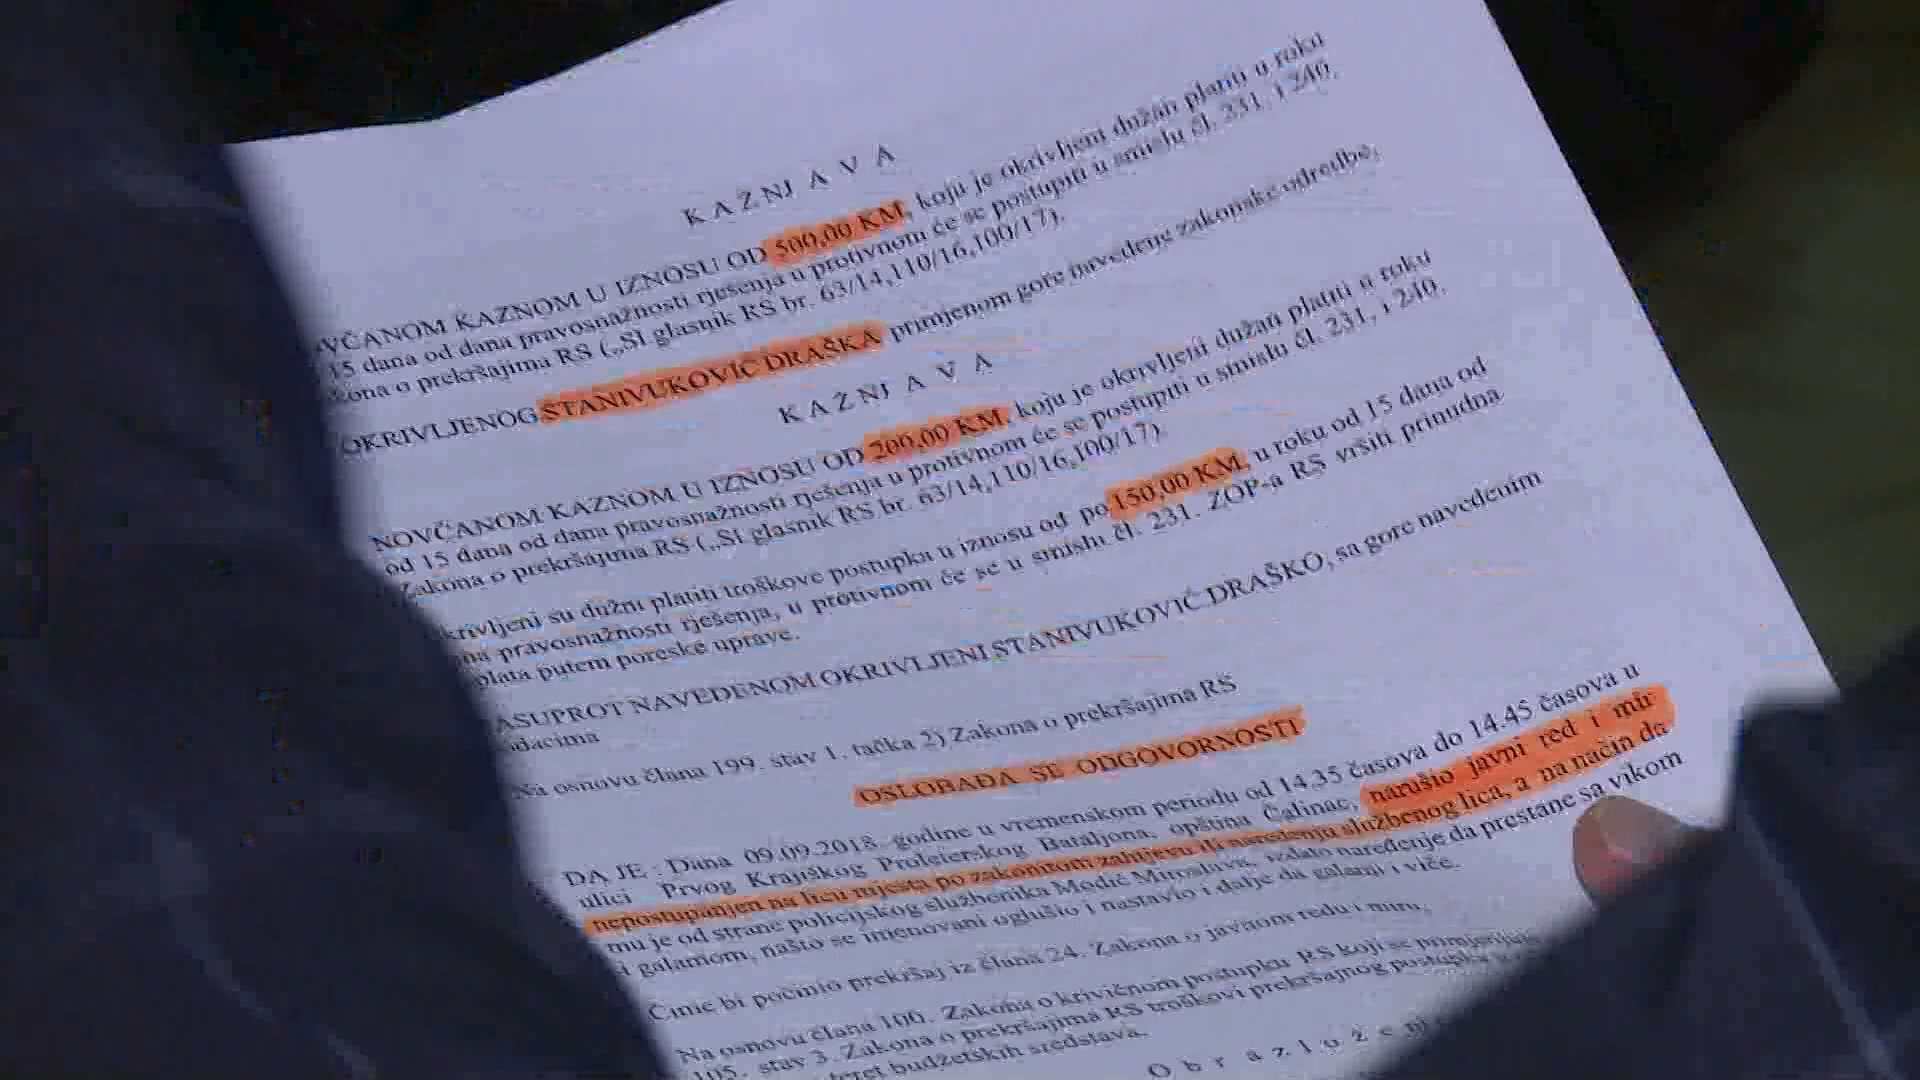 K A Ž NJ A V A
VČANOM KAZNOM U IZNOSU OD 500,00 KM, koju je okrivljeni dužan platiti u roku
15 dana od dana pravosnažnosti rješenja u protivnom će se postupiti u smislu čl. 231. i 240.
kona o prekršajima RS („Sl glasnik RS br. 63/14,110/16,100/17).
OKRIVLJENOG STANIVUKOVIĆ DRAŠKA primjenom gore navedene zakonske odredbe,
K A Ž NJ A V A
NOVČANOM KAZNOM U IZNOSU OD 200,00 KM, koju je okrivljeni dužan platiti u roku
od 15 dana od dana pravosnažnosti rješenja u protivnom će se postupiti u smislu čl. 231. i 240.
Zakona o prekršajima RS („Sl glasnik RS br. 63/14,110/16,100/17).
krivljeni su dužni platiti troškove postupka u iznosu od po 150,00 KM, u roku od 15 dana od
na pravosnažnosti rješenja, u protivnom će se u smislu čl. 231. ZOP-a RS vršiti prinudna
plata putem poreske uprave.
ASUPROT NAVEDENOM OKRIVLJENI STANIVUKOVIĆ DRAŠKO, sa gore navedenim
dacima
Na osnovu člana 199. stav 1. tačka 2) Zakona o prekršajima RS
OSLOBAĐA SE ODGOVORNOSTI
DA JE: Dana 09.09.2018. godine u vremenskom periodu od 14.35 časova do 14.45 časova u
ulici Prvog Krajiškog Proleterskog Bataljona, opština Čelinac, narušio javni red i mir
nepostupanjem na licu mjesta po zakonitom zahtjevu ili naređenju službenog lica, a na način da
mu je od strane policijskog službenika Modić Miroslava, izdato naređenje da prestane sa vikom
i galamom, našto se imenovani oglušio i nastavio i dalje da galami i viče.
Čime bi počinio prekršaj iz člana 24. Zakona o javnom redu i miru.
Na osnovu člana 100. Zakona o krivičnom postupku RS koji se primjenjuje
105. stav 3. Zakona o prekršajima RS troškovi prekršajnog postupka
teret budžetskih sredstava.
O b r a z l o ž e